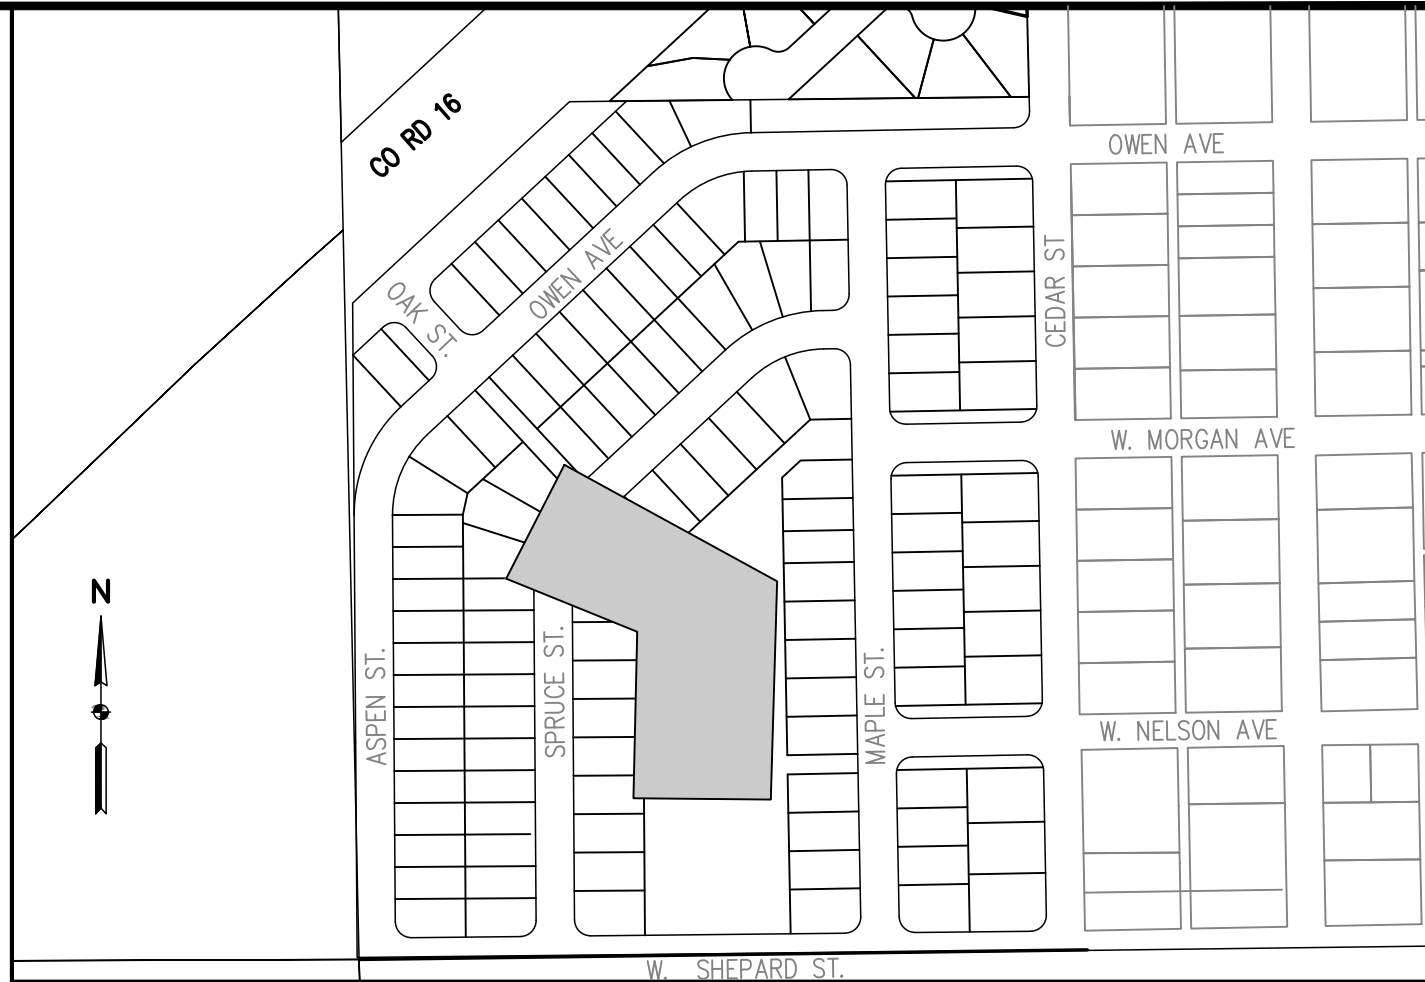 CO RD 16
OWEN AVE
OWEN AVE
OAK ST.
CEDAR ST
W. MORGAN AVE
N
ASPEN ST.
SPRUCE ST.
MAPLE ST.
W. NELSON AVE
W. SHEPARD ST.